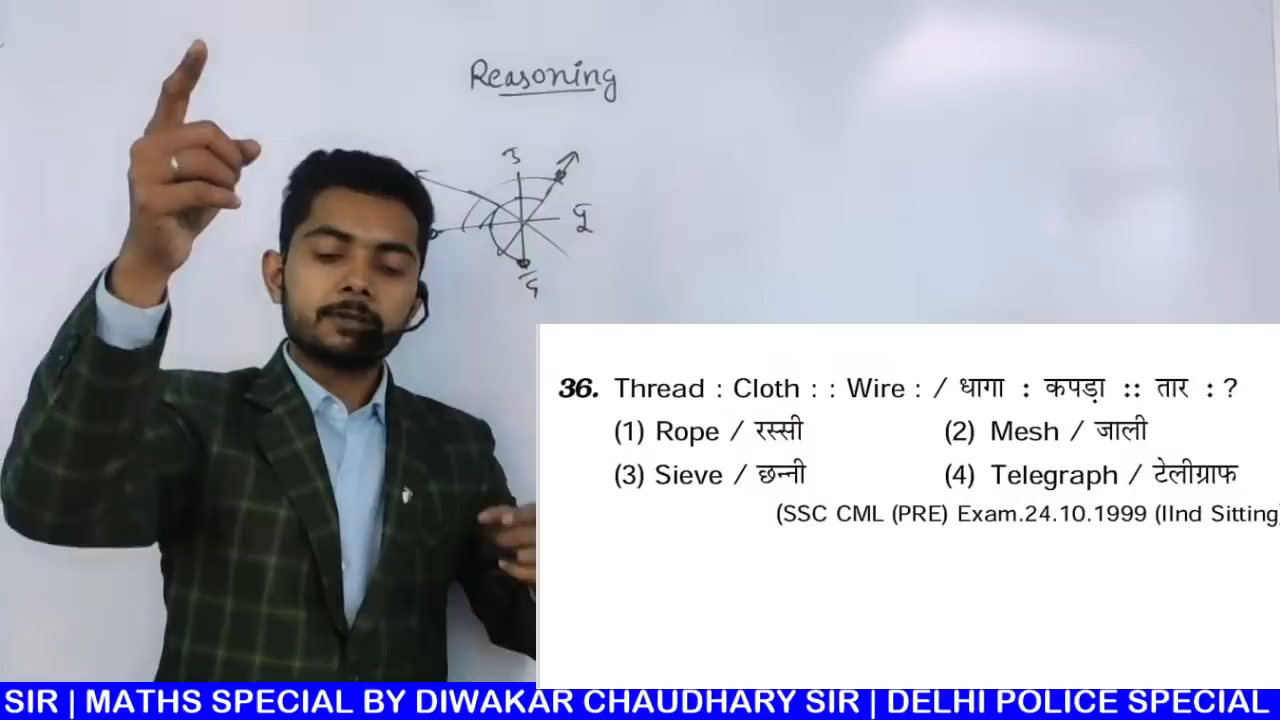 Reasoning
36. Thread : Cloth : : Wire : / धागा : कपड़ा :: तार : ?
(1) Rope / रस्सी (2) Mesh / जाली
(3) Sieve / छन्नी (4) Telegraph / टेलीग्राफ
(SSC CML (PRE) Exam.24.10.1999 (IInd Sitting)
SIR | MATHS SPECIAL BY DIWAKAR CHAUDHARY SIR | DELHI POLICE SPECIAL